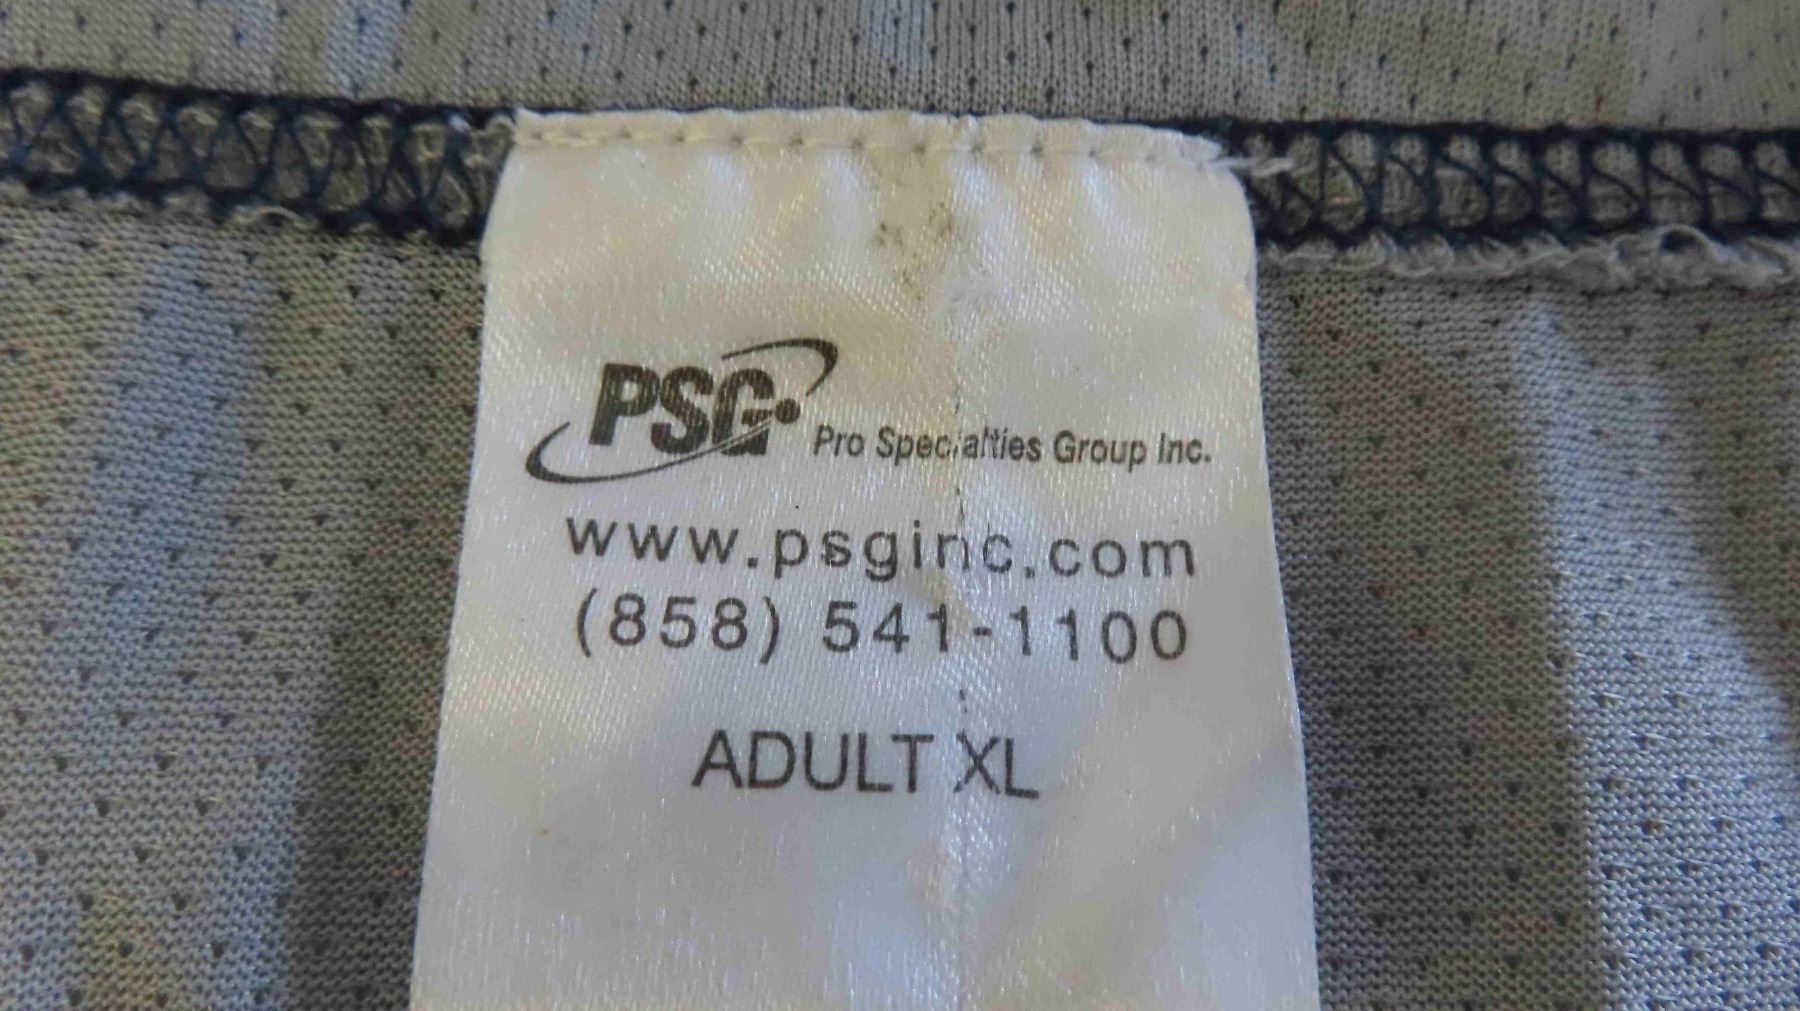 PSG Pro Specialties Group Inc.
www.psginc.com
(858) 541-1100
ADULT XL